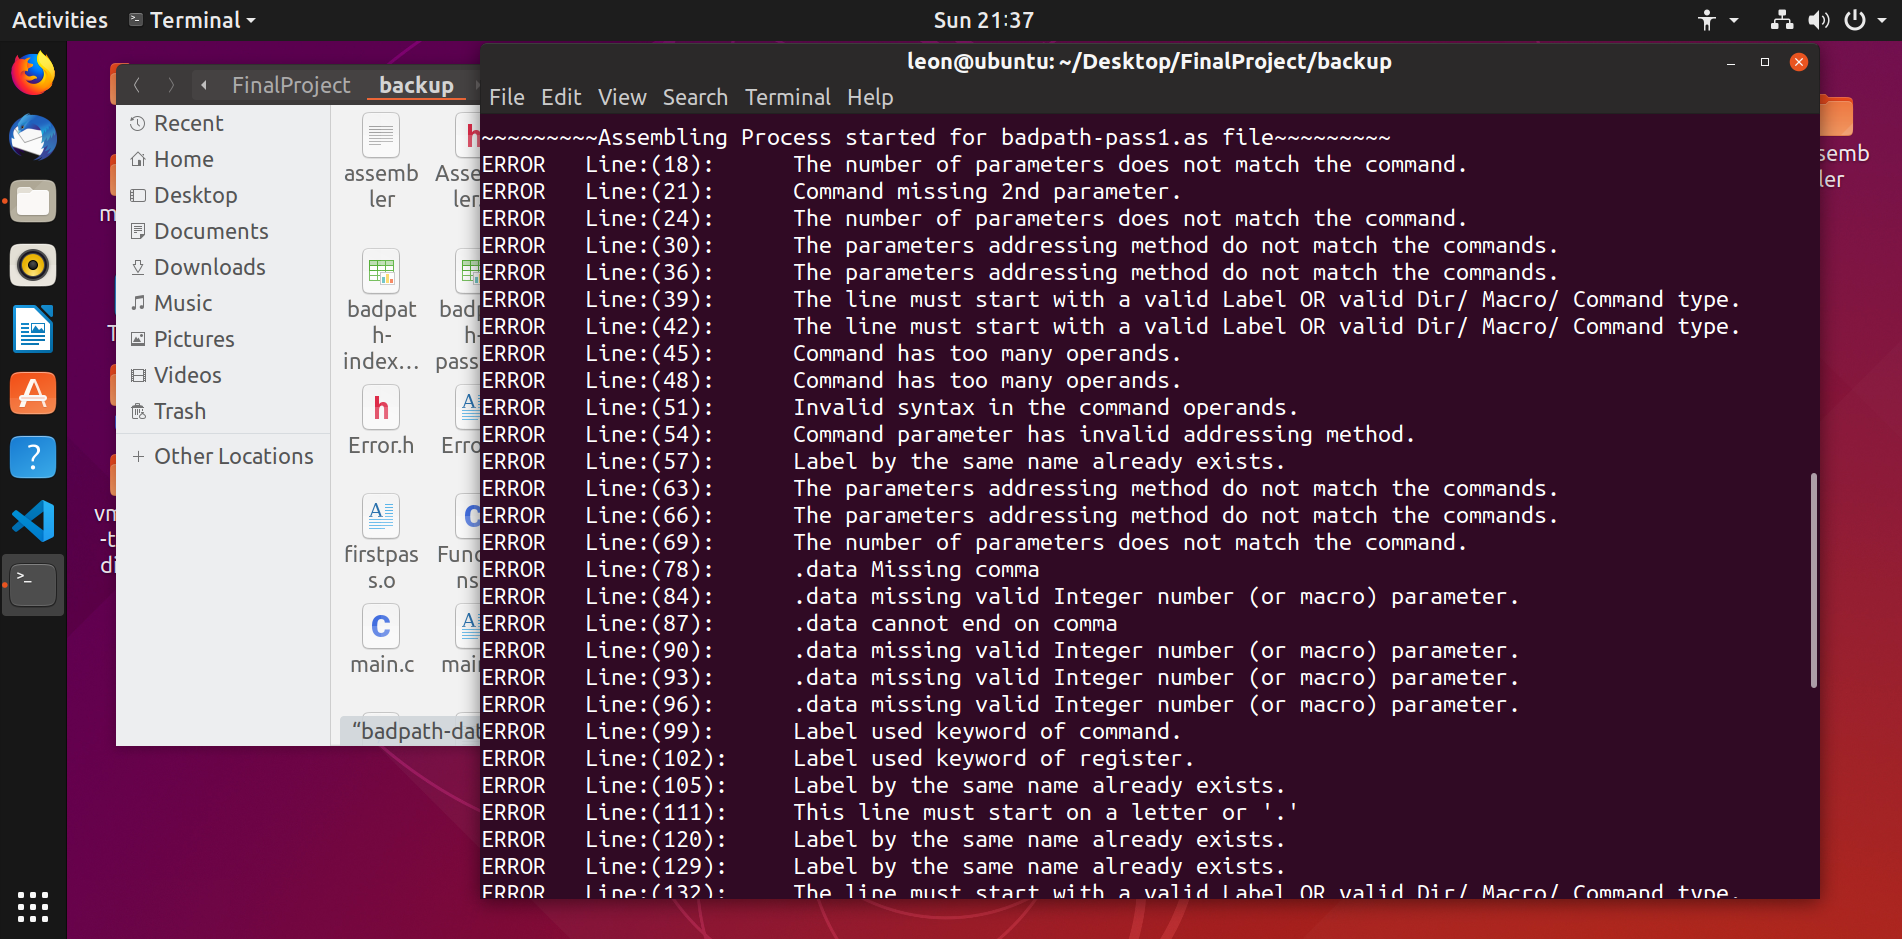 Activities
Terminal
Sun 21:37
FinalProject
backup
Recent
Home
Desktop
Documents
Downloads
Music
Pictures
Videos
Trash
Other Locations
assemb
ler
Asse
ler.
badpat
h-
index…
bad
h-
pass
Error.h
Erro
firstpas
s.o
Func
ns
main.c
mai
“badpath-dat
leon@ubuntu: ~/Desktop/FinalProject/backup
File Edit View Search Terminal Help
~~~~~~~~~Assembling Process started for badpath-pass1.as file~~~~~~~~~
ERROR Line:(18): The number of parameters does not match the command.
ERROR Line:(21): Command missing 2nd parameter.
ERROR Line:(24): The number of parameters does not match the command.
ERROR Line:(30): The parameters addressing method do not match the commands.
ERROR Line:(36): The parameters addressing method do not match the commands.
ERROR Line:(39): The line must start with a valid Label OR valid Dir/ Macro/ Command type.
ERROR Line:(42): The line must start with a valid Label OR valid Dir/ Macro/ Command type.
ERROR Line:(45): Command has too many operands.
ERROR Line:(48): Command has too many operands.
ERROR Line:(51): Invalid syntax in the command operands.
ERROR Line:(54): Command parameter has invalid addressing method.
ERROR Line:(57): Label by the same name already exists.
ERROR Line:(63): The parameters addressing method do not match the commands.
ERROR Line:(66): The parameters addressing method do not match the commands.
ERROR Line:(69): The number of parameters does not match the command.
ERROR Line:(78): .data Missing comma
ERROR Line:(84): .data missing valid Integer number (or macro) parameter.
ERROR Line:(87): .data cannot end on comma
ERROR Line:(90): .data missing valid Integer number (or macro) parameter.
ERROR Line:(93): .data missing valid Integer number (or macro) parameter.
ERROR Line:(96): .data missing valid Integer number (or macro) parameter.
ERROR Line:(99): Label used keyword of command.
ERROR Line:(102): Label used keyword of register.
ERROR Line:(105): Label by the same name already exists.
ERROR Line:(111): This line must start on a letter or '.'
ERROR Line:(120): Label by the same name already exists.
ERROR Line:(129): Label by the same name already exists.
ERROR Line:(132): The line must start with a valid Label OR valid Dir/ Macro/ Command type.
semb
ler
vm
-t
di